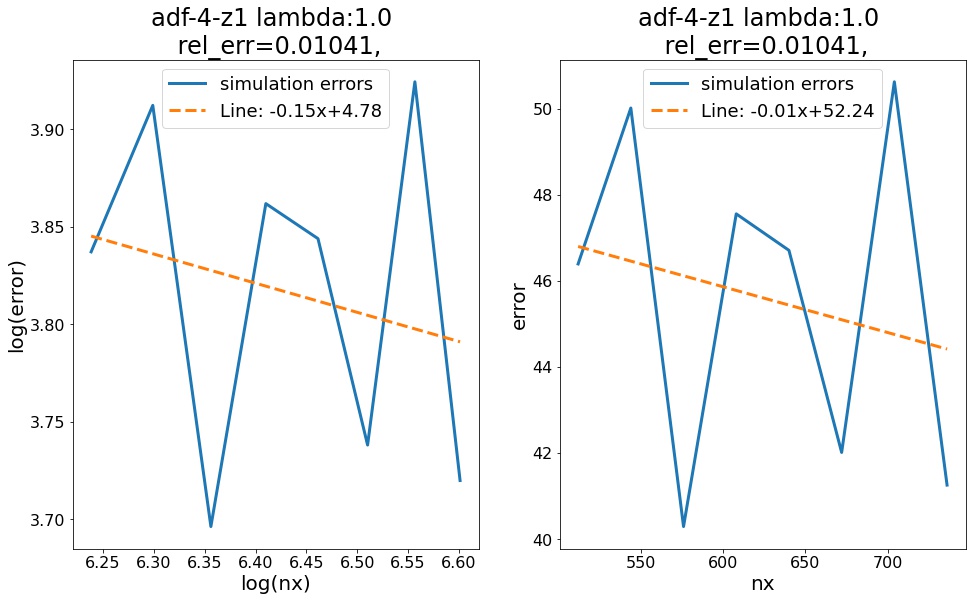 adf-4-z1 lambda:1.0
rel_err=0.01041,
simulation errors
Line: -0.15x+4.78
3.90
3.85
3.80
3.75
3.70
log(error)
6.25 6.30 6.35 6.40 6.45 6.50 6.55 6.60
log(nx)
adf-4-z1 lambda:1.0
rel_err=0.01041,
simulation errors
Line: -0.01x+52.24
50
48
46
44
42
40
error
550 600 650 700
nx